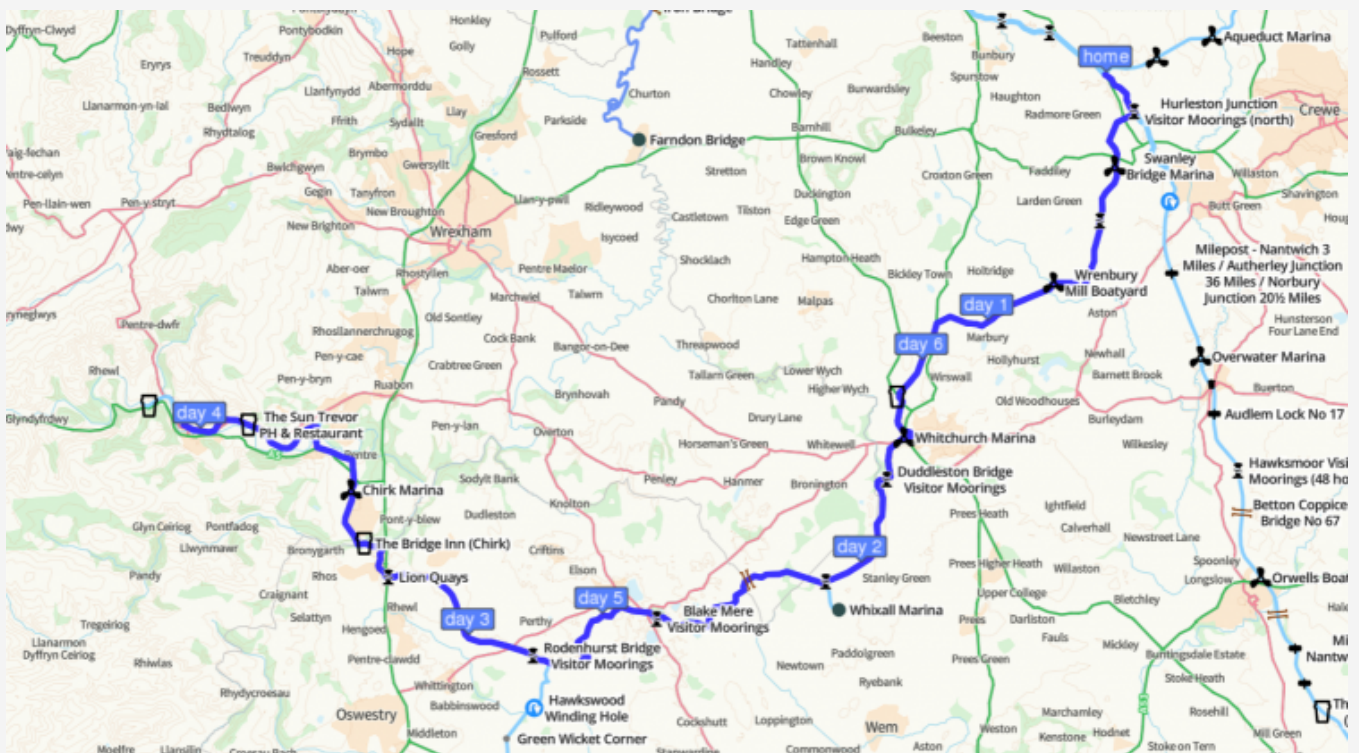 Honkley
Dyffryn-Clwyd
Pontybodkin
Hope
Golly
Pulford
Tattenhall
Beeston
Bunbury
Aqueduct Marina
Treuddyn
Eryrys
Abermorddu
Rossett
Handley
Spurstow
home
Llanfynydd
Churton
Chowley
Burwardsley
Haughton
Llanarmon-yn-Ial
Bedlwyn
Llay
Radmore Green
Hurleston Junction
Visitor Moorings (north)
Crewe
Ffrith
Sydallt
Parkside
Rhydtalog
Gresford
Barnhill
Bulkeley
Farndon Bridge
Brymbo
Brown Knowl
Swanley
Bridge Marina
Bwlchgwyn
Gwersyllt
Stretton
Croxton Green
Faddiley
Willaston
Shavington
Pen-llain-wen
Pen-y-stryt
Gegin
Tanyfron
Llan-y-pwll
Duckington
Larden Green
Butt Green
New Broughton
Ridleywood
Castletown
Tilston
Edge Green
New Brighton
Wrexham
Isycoed
Milepost - Nantwich 3
Miles / Autherley Junction
36 Miles / Norbury
Junction 20½ Miles
Shocklach
Hampton Heath
Aber-oer
Rhostyllen
Pentre Maelor
Bickley Town
Holtridge
Wrenbury
Mill Boatyard
Talwrn
Marchwiel
Talwrn
Chorlton Lane
Malpas
day 1
Aston
Hunsterson
Four Lane End
Pentre-dwfr
Rhosllannerchrugog
Old Sontley
Cock Bank
Bangor-on-Dee
Threapwood
day 6
Marbury
Pen-y-cae
Crabtree Green
Lower Wych
Hollyhurst
Newhall
Overwater Marina
Rhewl
Pen-y-bryn
Ruabon
Brynhovah
Tallarn Green
Higher Wych
Wirswall
Barnett Brook
Buerton
Glyndyfrdwy
day 4
The Sun Trevor
PH & Restaurant
Pen-y-lan
Overton
Pandy
Drury Lane
Old Woodhouses
Burleydam
Audlem Lock No 17
Horseman's Green
Whitewell
Whitchurch Marina
Wilkesley
Pentre
Chirk Marina
Sodylt Bank
Penley
Hanmer
Bronington
Duddleston Bridge
Visitor Moorings
Hawksmoor Visi
Moorings (48 ho
Glyn Ceiriog
Pontfadog
Pont-y-blew
Dudleston
Knolton
Prees Heath
Ightfield
Calverhall
Betton Coppice
Bridge No 67
Llwynmawr
Bronygarth
The Bridge Inn (Chirk)
Criftins
day 2
Newstreet Lane
Pandy
Rhos
Lion Quays
Elson
Stanley Green
Prees Higher Heath
Willaston
Spoonley
Longslow
Orwells Boat
Craignant
Rhewl
day 5
Upper College
Bletchley
Selattyn
day 3
Perthy
Blake Mere
Visitor Moorings
Whixall Marina
Prees
Darliston
Tregeiriog
Hengoed
Fauls
Mickley
Llanarmon
Dyffryn Ceiriog
Rhiwlas
Pentre-clawdd
Rodenhurst Bridge
Visitor Moorings
Paddolgreen
Prees Green
Buntingsdale Estate
Mi
Nantw
Newtown
Stoke Heath
Rhydycroesau
Whittington
Babbinswood
Ryebank
Oswestry
Hawkswood
Winding Hole
Cockshutt
Loppington
Wem
Marchamley
Kenstone
Hodnet
Rosehill
Th
Middleton
Green Wicket Corner
Commonwood
Aston
Weston
Stoke on Tern
Mill Green
Moelfre
Llansilin